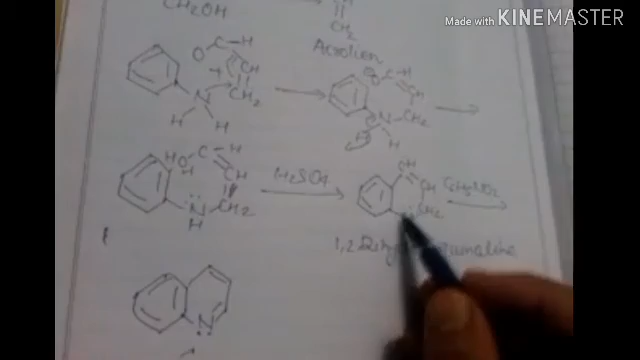 Made with KINEMASTER
CH2OH
CH2
Acrolien
O C-H
CH
CH2
N
H H
C-H
CH
CH2
N
H
HO C-H
H
CH
CH2
N
H
H2SO4
CH
CH
CH2
C6H5NO2
1,2 Dihy
N